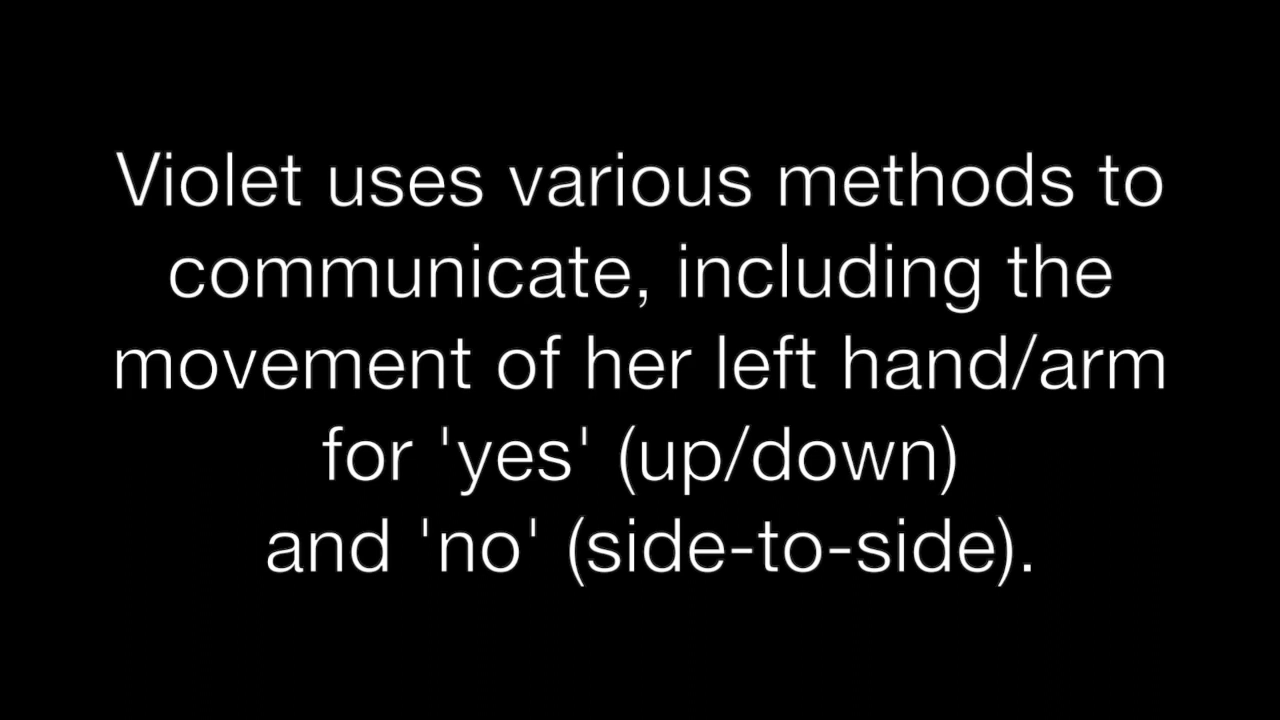 Violet uses various methods to
communicate, including the
movement of her left hand/arm
for 'yes' (up/down)
and 'no' (side-to-side).